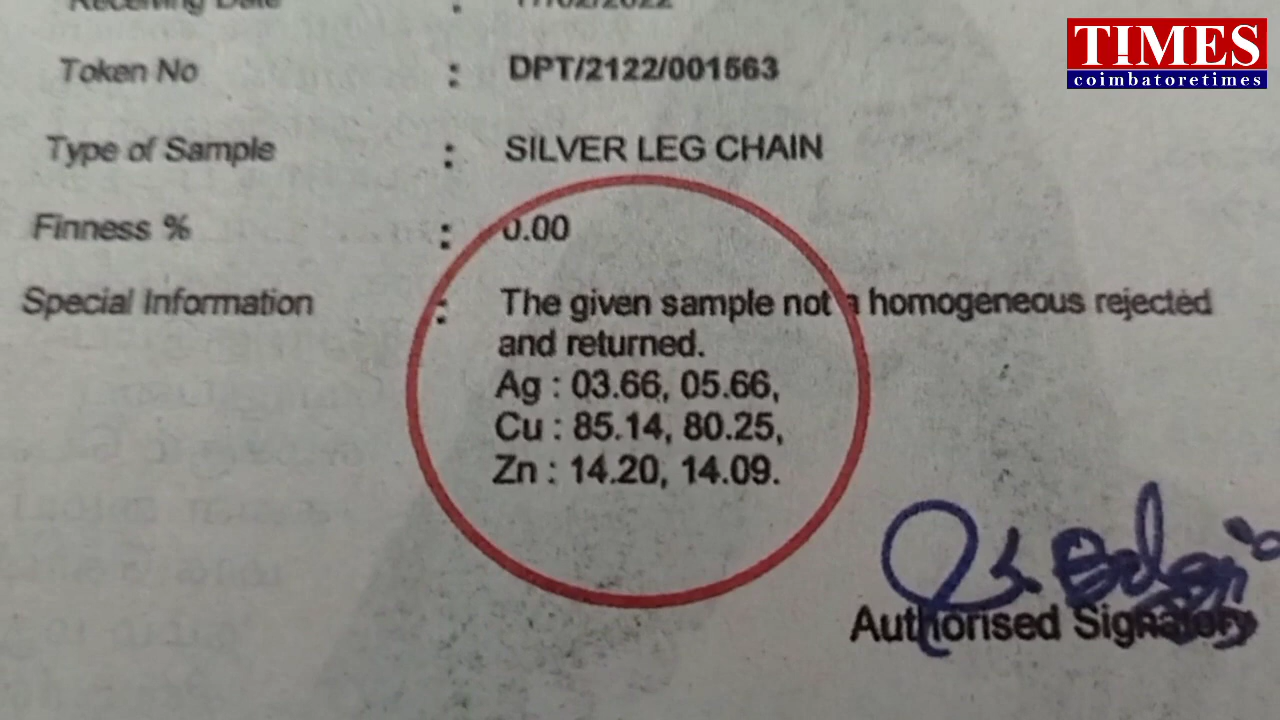 TIMES
coimbatoretimes
Receiving Date :
Token No : DPT/2122/001563
Type of Sample : SILVER LEG CHAIN
Finness % : 0.00
Special Information : The given sample not a homogeneous rejected
and returned.
Ag : 03.66, 05.66,
Cu : 85.14, 80.25,
Zn : 14.20, 14.09.
Authorised Signatory